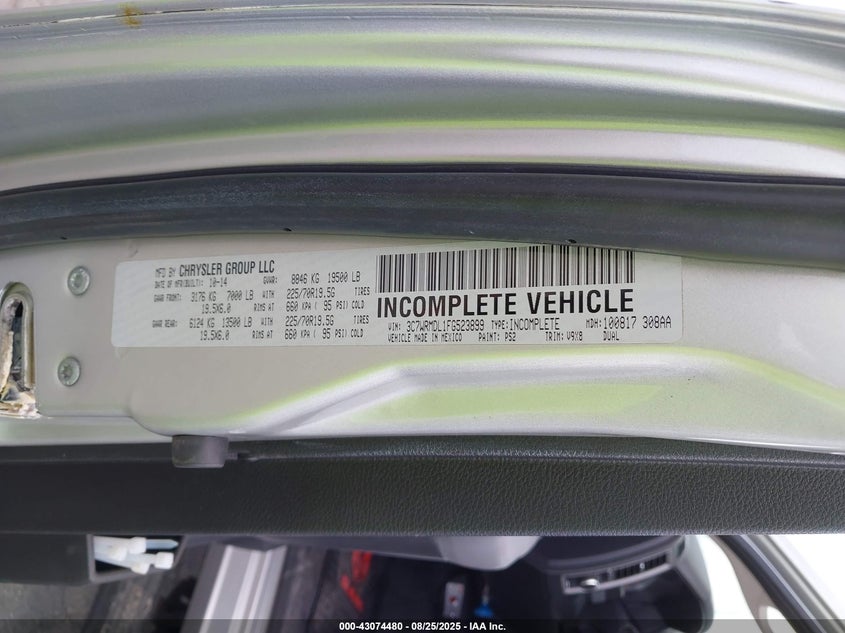 MFD BY CHRYSLER GROUP LLC
DATE OF MFR(BUILT): 10-14 GVWR: 8846 KG 19500 LB
GAWR FRONT: 3176 KG 7000 LB WITH 225/70R19.5G TIRES
19.5X6.0 RIMS AT 660 KPA ( 95 PSI) COLD
GAWR REAR: 6124 KG 13500 LB WITH 225/70R19.5G TIRES
19.5X6.0 RIMS AT 660 KPA ( 95 PSI) COLD
INCOMPLETE VEHICLE
VIN: 3C7WRMDL1FG523899 TYPE: INCOMPLETE MDH: 100817 308AA
VEHICLE MADE IN MEXICO PAINT: PS2 TRIM: V9X8 DUAL
000-43074480 - 08/25/2025 - IAA Inc.